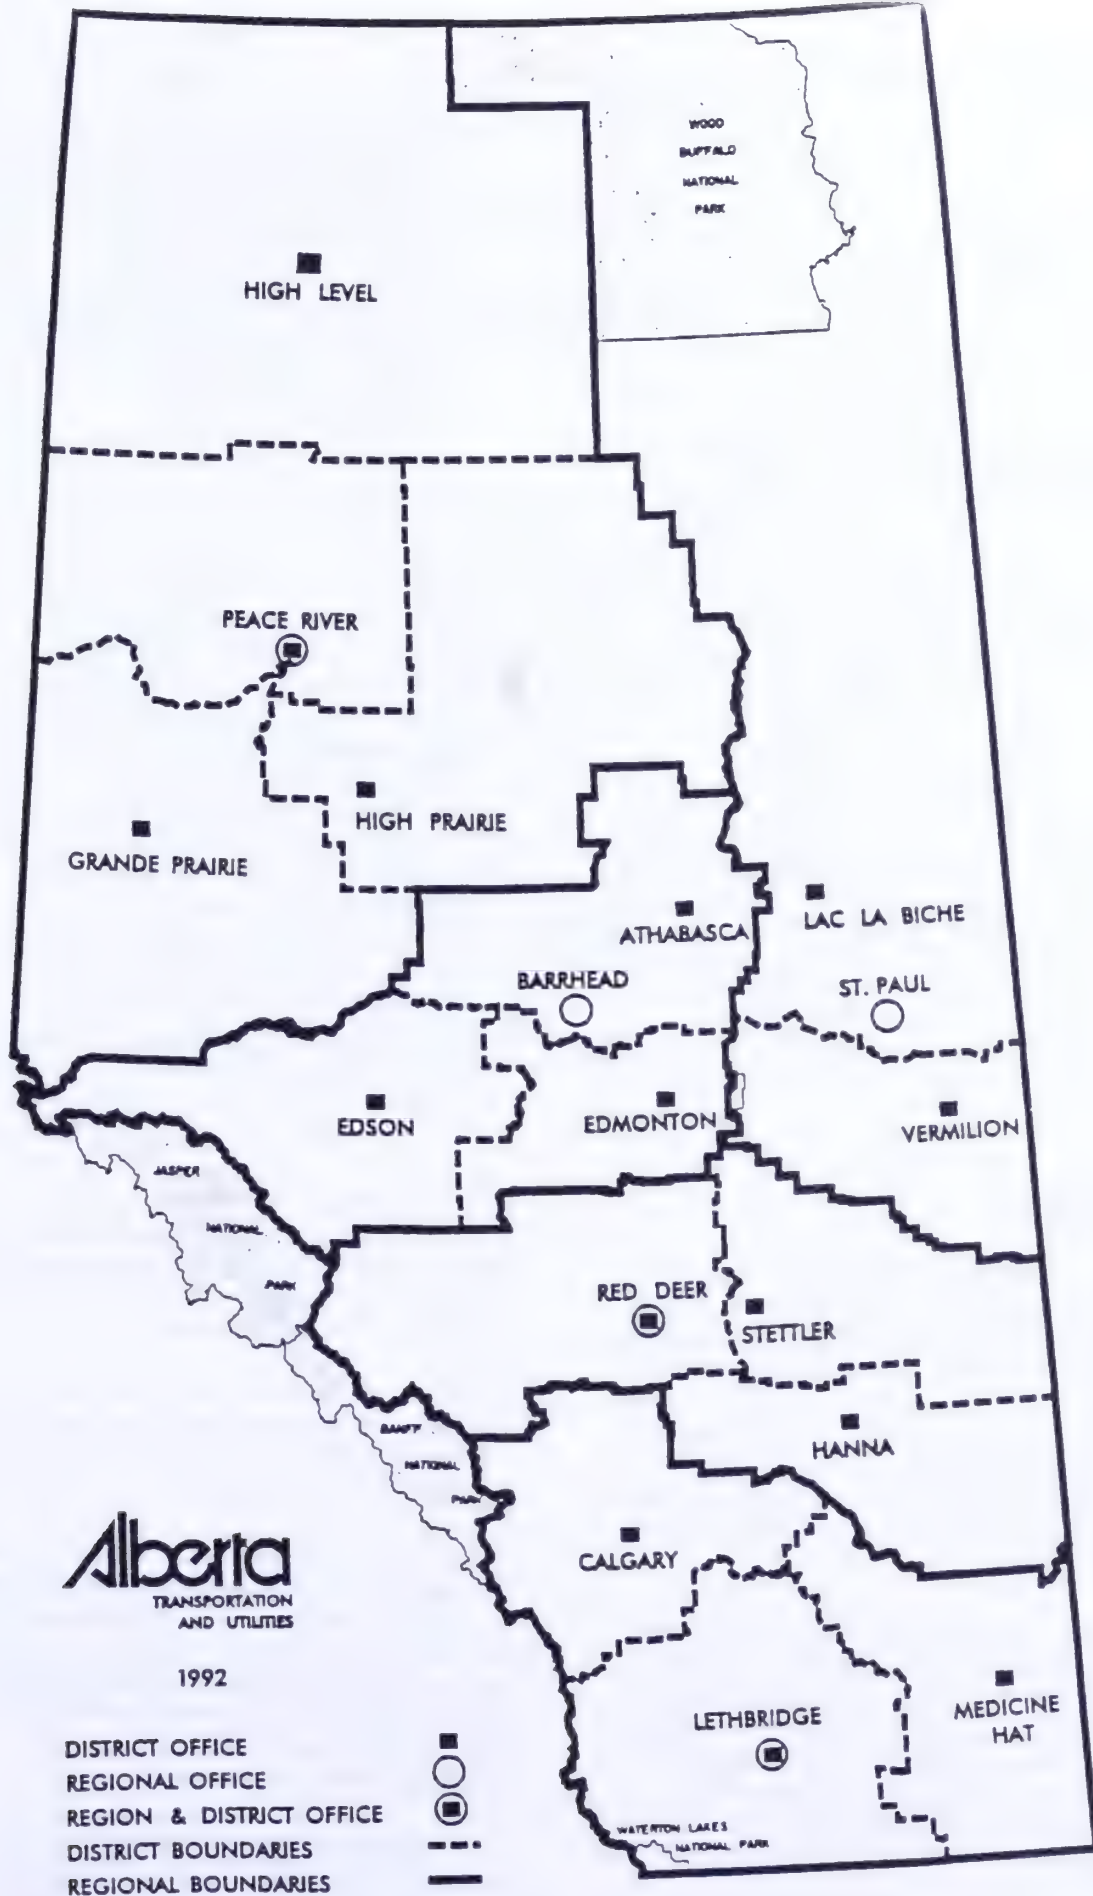 WOOD
BUFFALO
NATIONAL
PARK
HIGH LEVEL
PEACE RIVER
HIGH PRAIRIE
GRANDE PRAIRIE
LAC LA BICHE
ATHABASCA
BARRHEAD
ST. PAUL
EDSON
EDMONTON
VERMILION
JASPER
NATIONAL
PARK
RED DEER
STETTLER
BANFF
NATIONAL
PARK
HANNA
CALGARY
Alberta
TRANSPORTATION
AND UTILITIES
1992
LETHBRIDGE
MEDICINE
HAT
WATERTON LAKES
NATIONAL PARK
DISTRICT OFFICE
REGIONAL OFFICE
REGION & DISTRICT OFFICE
DISTRICT BOUNDARIES
REGIONAL BOUNDARIES